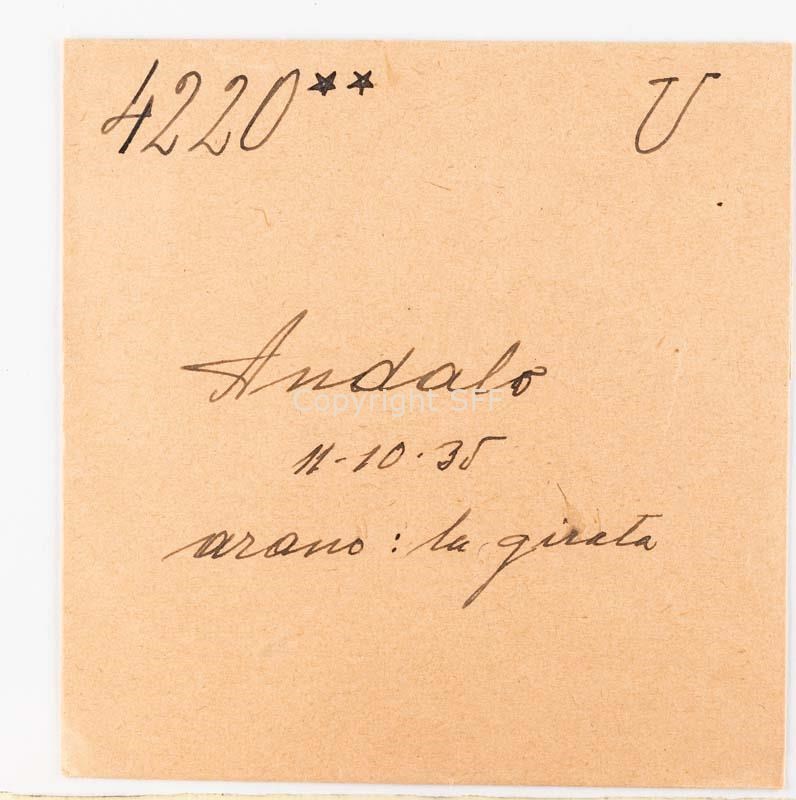 4220** U
Andalo
Copyright SFF
11-10.35
arano: la girata